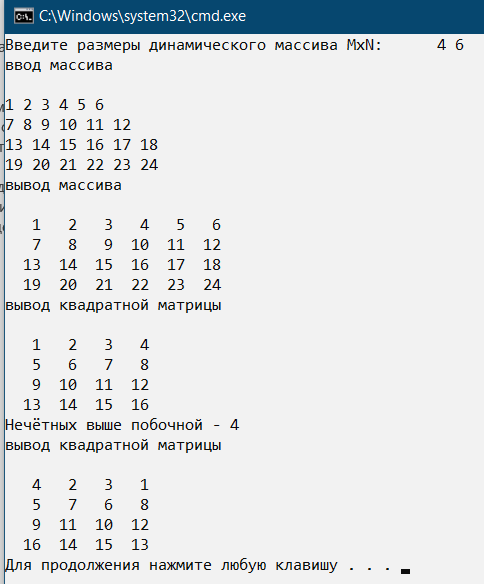 C:\Windows\system32\cmd.exe
Введите размеры динамического массива MxN: 4 6
ввод массива
1 2 3 4 5 6
7 8 9 10 11 12
13 14 15 16 17 18
19 20 21 22 23 24
вывод массива
1 2 3 4 5 6
7 8 9 10 11 12
13 14 15 16 17 18
19 20 21 22 23 24
вывод квадратной матрицы
1 2 3 4
5 6 7 8
9 10 11 12
13 14 15 16
Нечётных выше побочной - 4
вывод квадратной матрицы
4 2 3 1
5 7 6 8
9 11 10 12
16 14 15 13
Для продолжения нажмите любую клавишу . . .